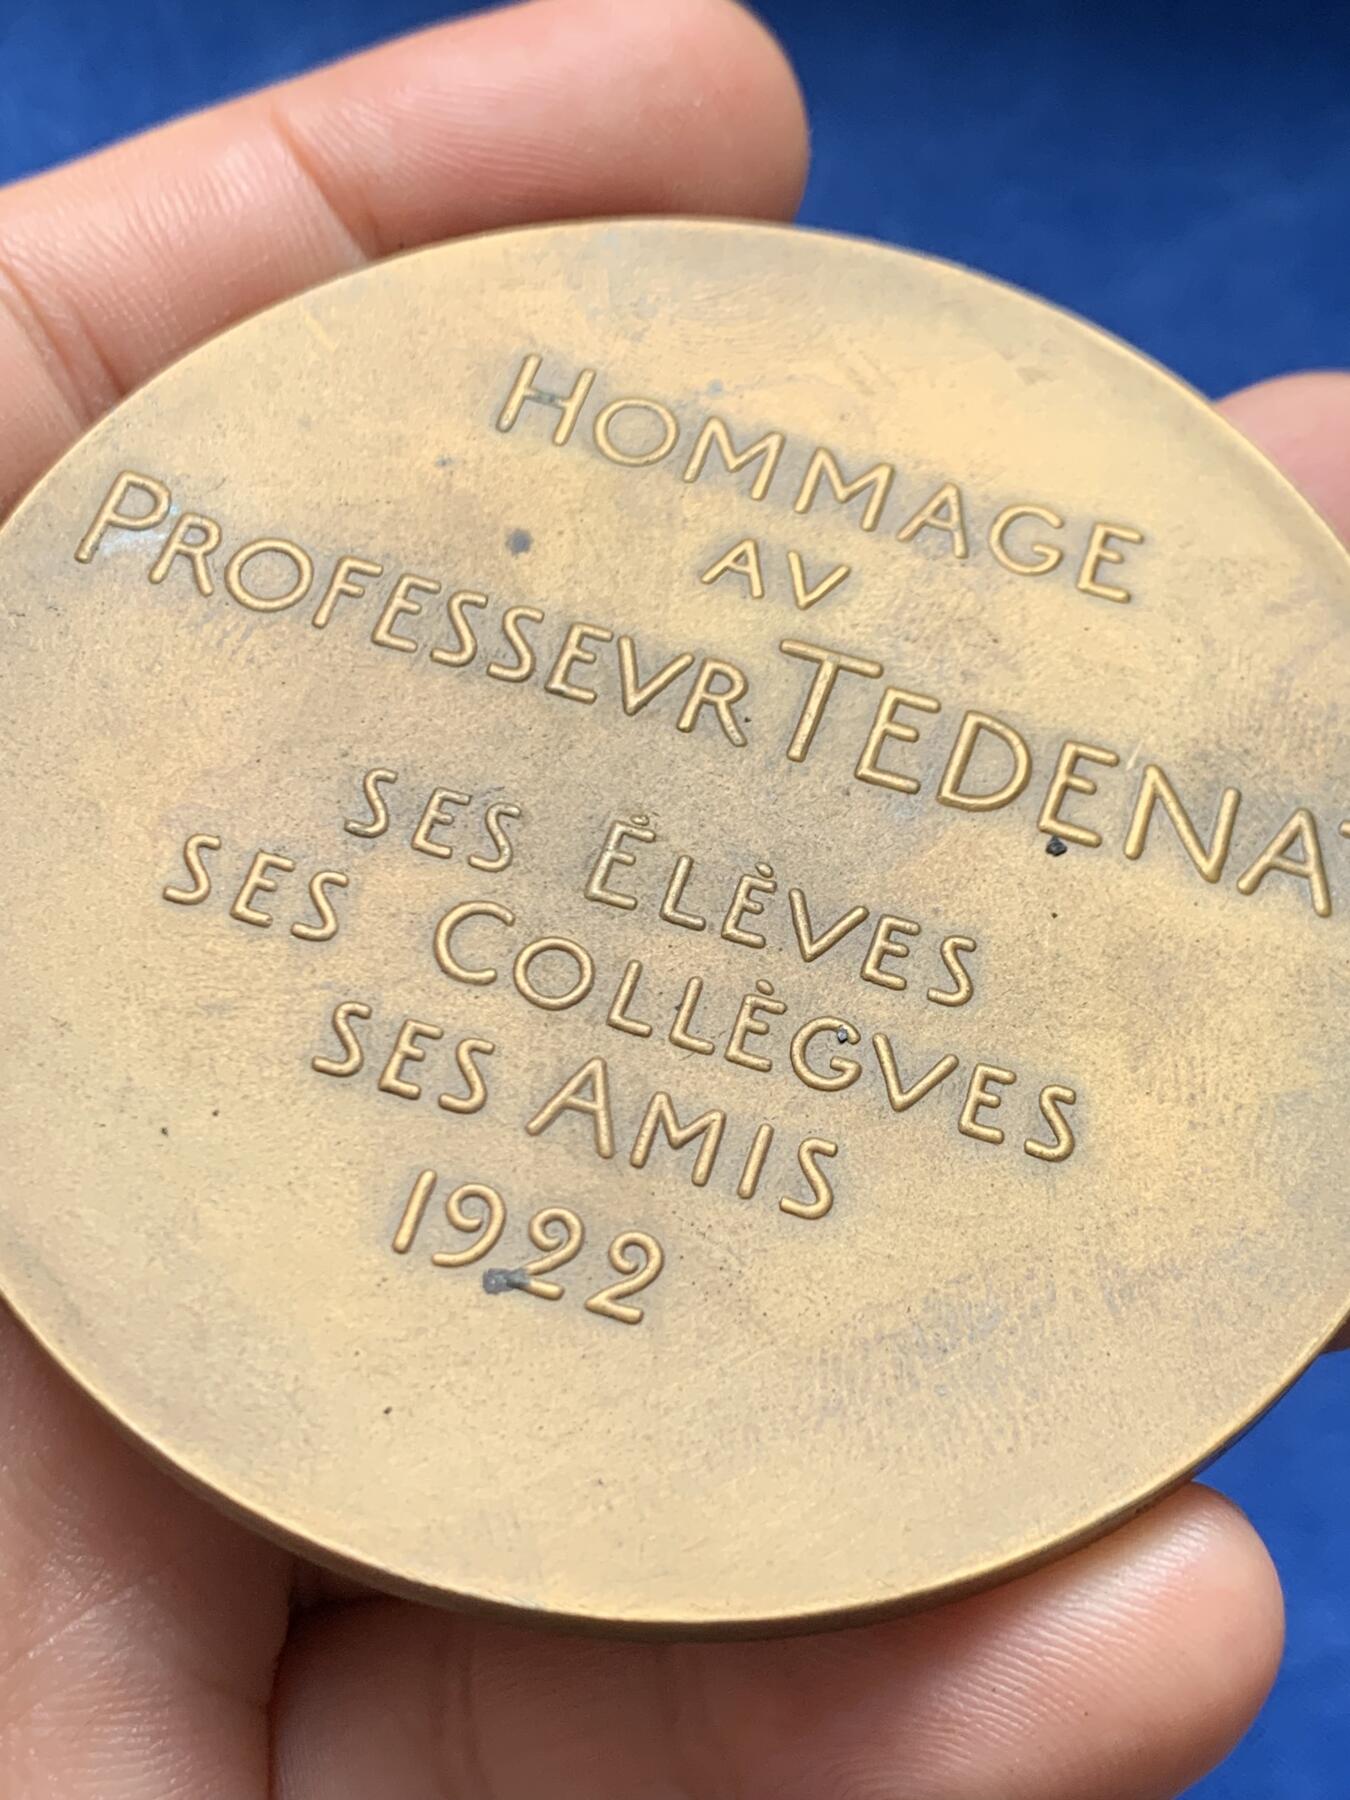 HOMMAGE
AV
PROFESSEVR TEDENAT
SES ÉLÈVES
SES COLLÈGVES
SES AMIS
1922